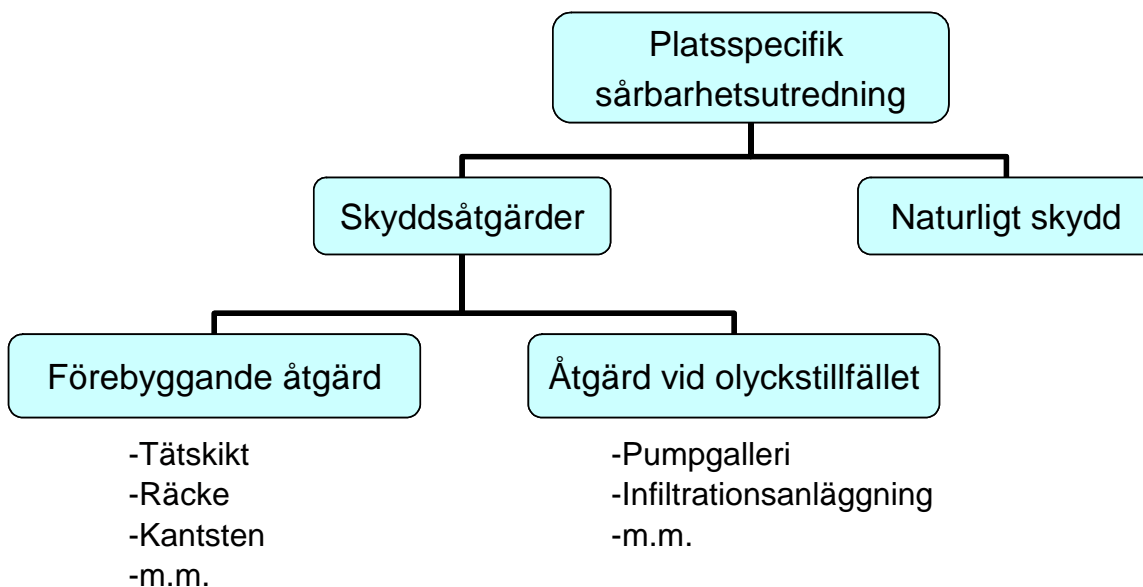 Platsspecifik
sårbarhetsutredning
Skyddsåtgärder
Naturligt skydd
Förebyggande åtgärd
Åtgärd vid olyckstillfället
-Tätskikt
-Räcke
-Kantsten
-m.m.
-Pumpgalleri
-Infiltrationsanläggning
-m.m.